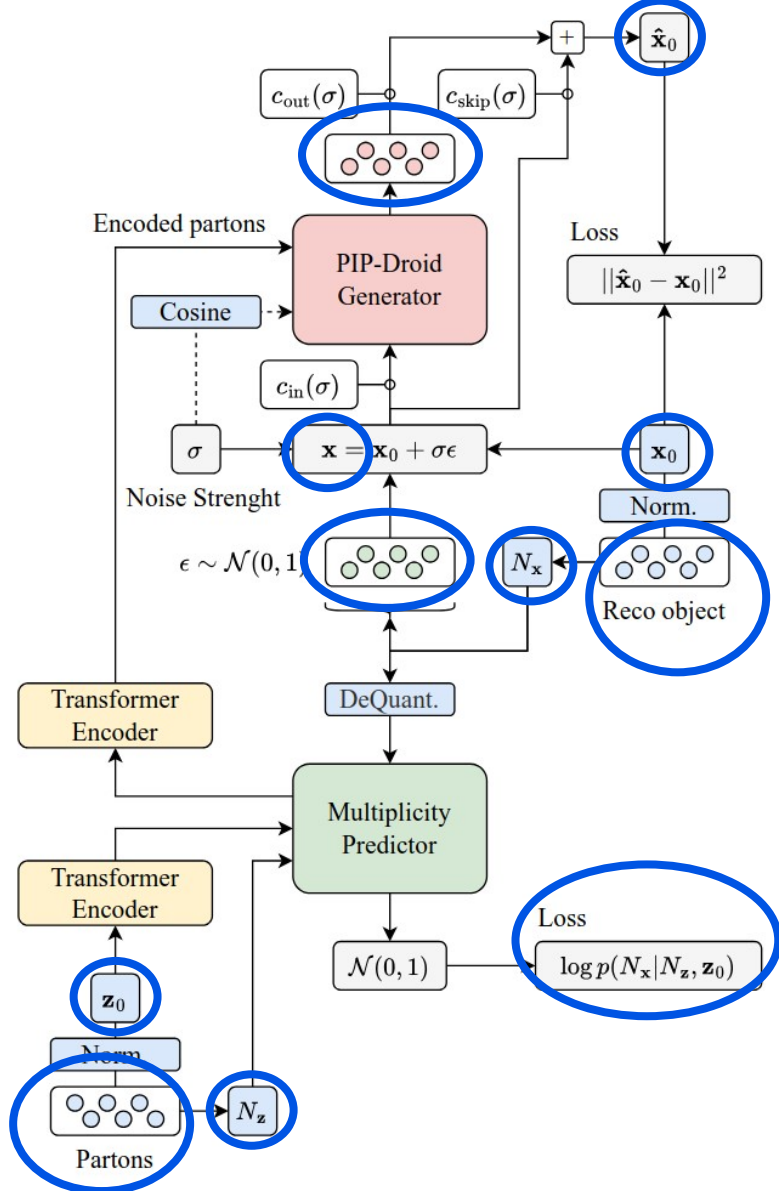 +
x̂₀
c_out(σ)
c_skip(σ)
Encoded partons
PIP-Droid
Generator
Loss
||x̂₀ − x₀||²
Cosine
c_in(σ)
σ
x = x₀ + σϵ
x₀
Noise Strenght
Norm.
ϵ ∼ 𝒩(0, 1)
N_x
Reco object
Transformer
Encoder
DeQuant.
Multiplicity
Predictor
Transformer
Encoder
Loss
𝒩(0, 1)
log p(N_x|N_z, z₀)
z₀
Norm.
N_z
Partons